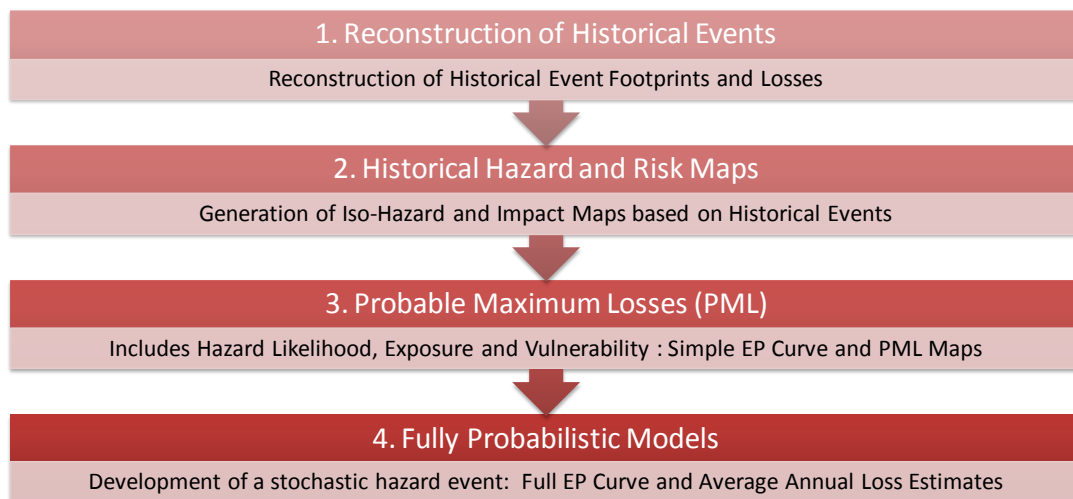 1. Reconstruction of Historical Events
Reconstruction of Historical Event Footprints and Losses
2. Historical Hazard and Risk Maps
Generation of Iso-Hazard and Impact Maps based on Historical Events
3. Probable Maximum Losses (PML)
Includes Hazard Likelihood, Exposure and Vulnerability : Simple EP Curve and PML Maps
4. Fully Probabilistic Models
Development of a stochastic hazard event: Full EP Curve and Average Annual Loss Estimates